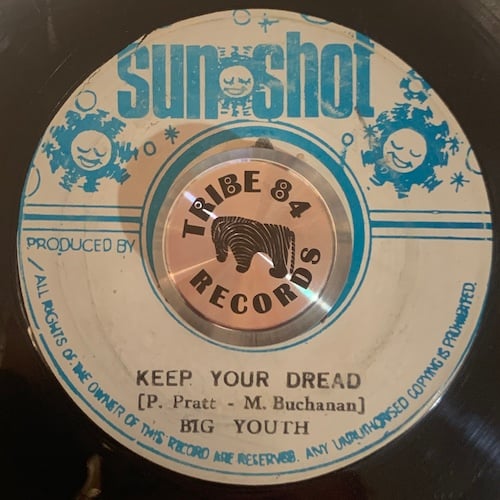 sun shot
TRIBE 84
RECORDS
PRODUCED BY
KEEP YOUR DREAD
[P. Pratt - M. Buchanan]
BIG YOUTH
/ALL RIGHTS OF THE OWNER OF THIS RECORD ARE RESERVED. ANY UNAUTHORISED COPYING IS PROHIBITED.